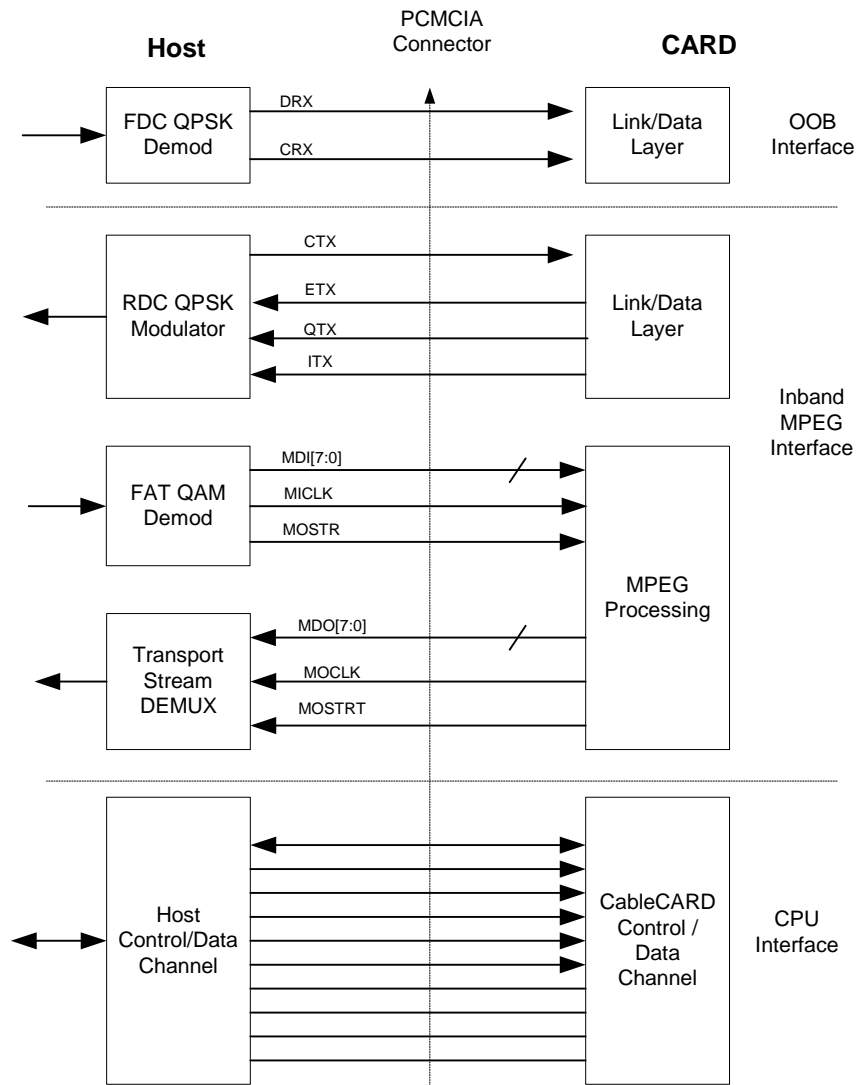 PCMCIA
Connector
Host
CARD
FDC QPSK
Demod
DRX
CRX
Link/Data
Layer
OOB
Interface
RDC QPSK
Modulator
CTX
ETX
QTX
ITX
Link/Data
Layer
Inband
MPEG
Interface
FAT QAM
Demod
MDI[7:0]
MICLK
MOSTR
MPEG
Processing
Transport
Stream
DEMUX
MDO[7:0]
MOCLK
MOSTRT
Host
Control/Data
Channel
CableCARD
Control /
Data
Channel
CPU
Interface